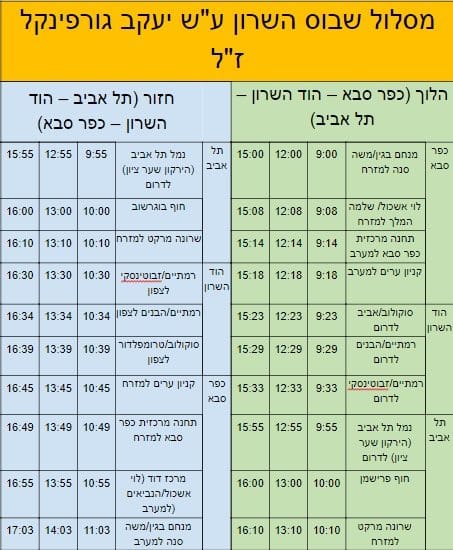 מסלול שבוס השרון ע"ש יעקב גורפינקל
ז"ל
הלוך (כפר סבא – הוד השרון –
תל אביב)
כפר
סבא
מנחם בגין/משה
סנה למזרח
9:00 12:00 15:00
לוי אשכול/ שלמה
המלך למזרח
9:08 12:08 15:08
תחנה מרכזית
כפר סבא למערב
9:14 12:14 15:14
קניון ערים למערב
9:18 12:18 15:18
הוד
השרון
סוקולוב/אביב
לדרום
9:23 12:23 15:23
רמתיים/הבנים
לדרום
9:29 12:29 15:29
רמתיים/זבוטינסקי
לדרום
9:33 12:33 15:33
תל
אביב
נמל תל אביב
(הירקון שער
ציון) לדרום
9:55 12:55 15:55
חוף פרישמן
10:00 13:00 16:00
שרונה מרקט
למזרח
10:10 13:10 16:10
חזור (תל אביב – הוד
השרון – כפר סבא)
תל
אביב
נמל תל אביב
(הירקון שער ציון)
לדרום
9:55 12:55 15:55
חוף בוגרשוב
10:00 13:00 16:00
שרונה מרקט למזרח
10:10 13:10 16:10
הוד
השרון
רמתיים/זבוטינסקי
לצפון
10:30 13:30 16:30
רמתיים/הבנים לצפון
10:34 13:34 16:34
סוקולוב/טרומפלדור
לצפון
10:39 13:39 16:39
כפר
סבא
קניון ערים למזרח
10:45 13:45 16:45
תחנה מרכזית כפר
סבא למזרח
10:49 13:49 16:49
מרכז דוד (לוי
אשכול/הנביאים
(למערב
10:55 13:55 16:55
מנחם בגין/משה
סנה למערב
11:03 14:03 17:03